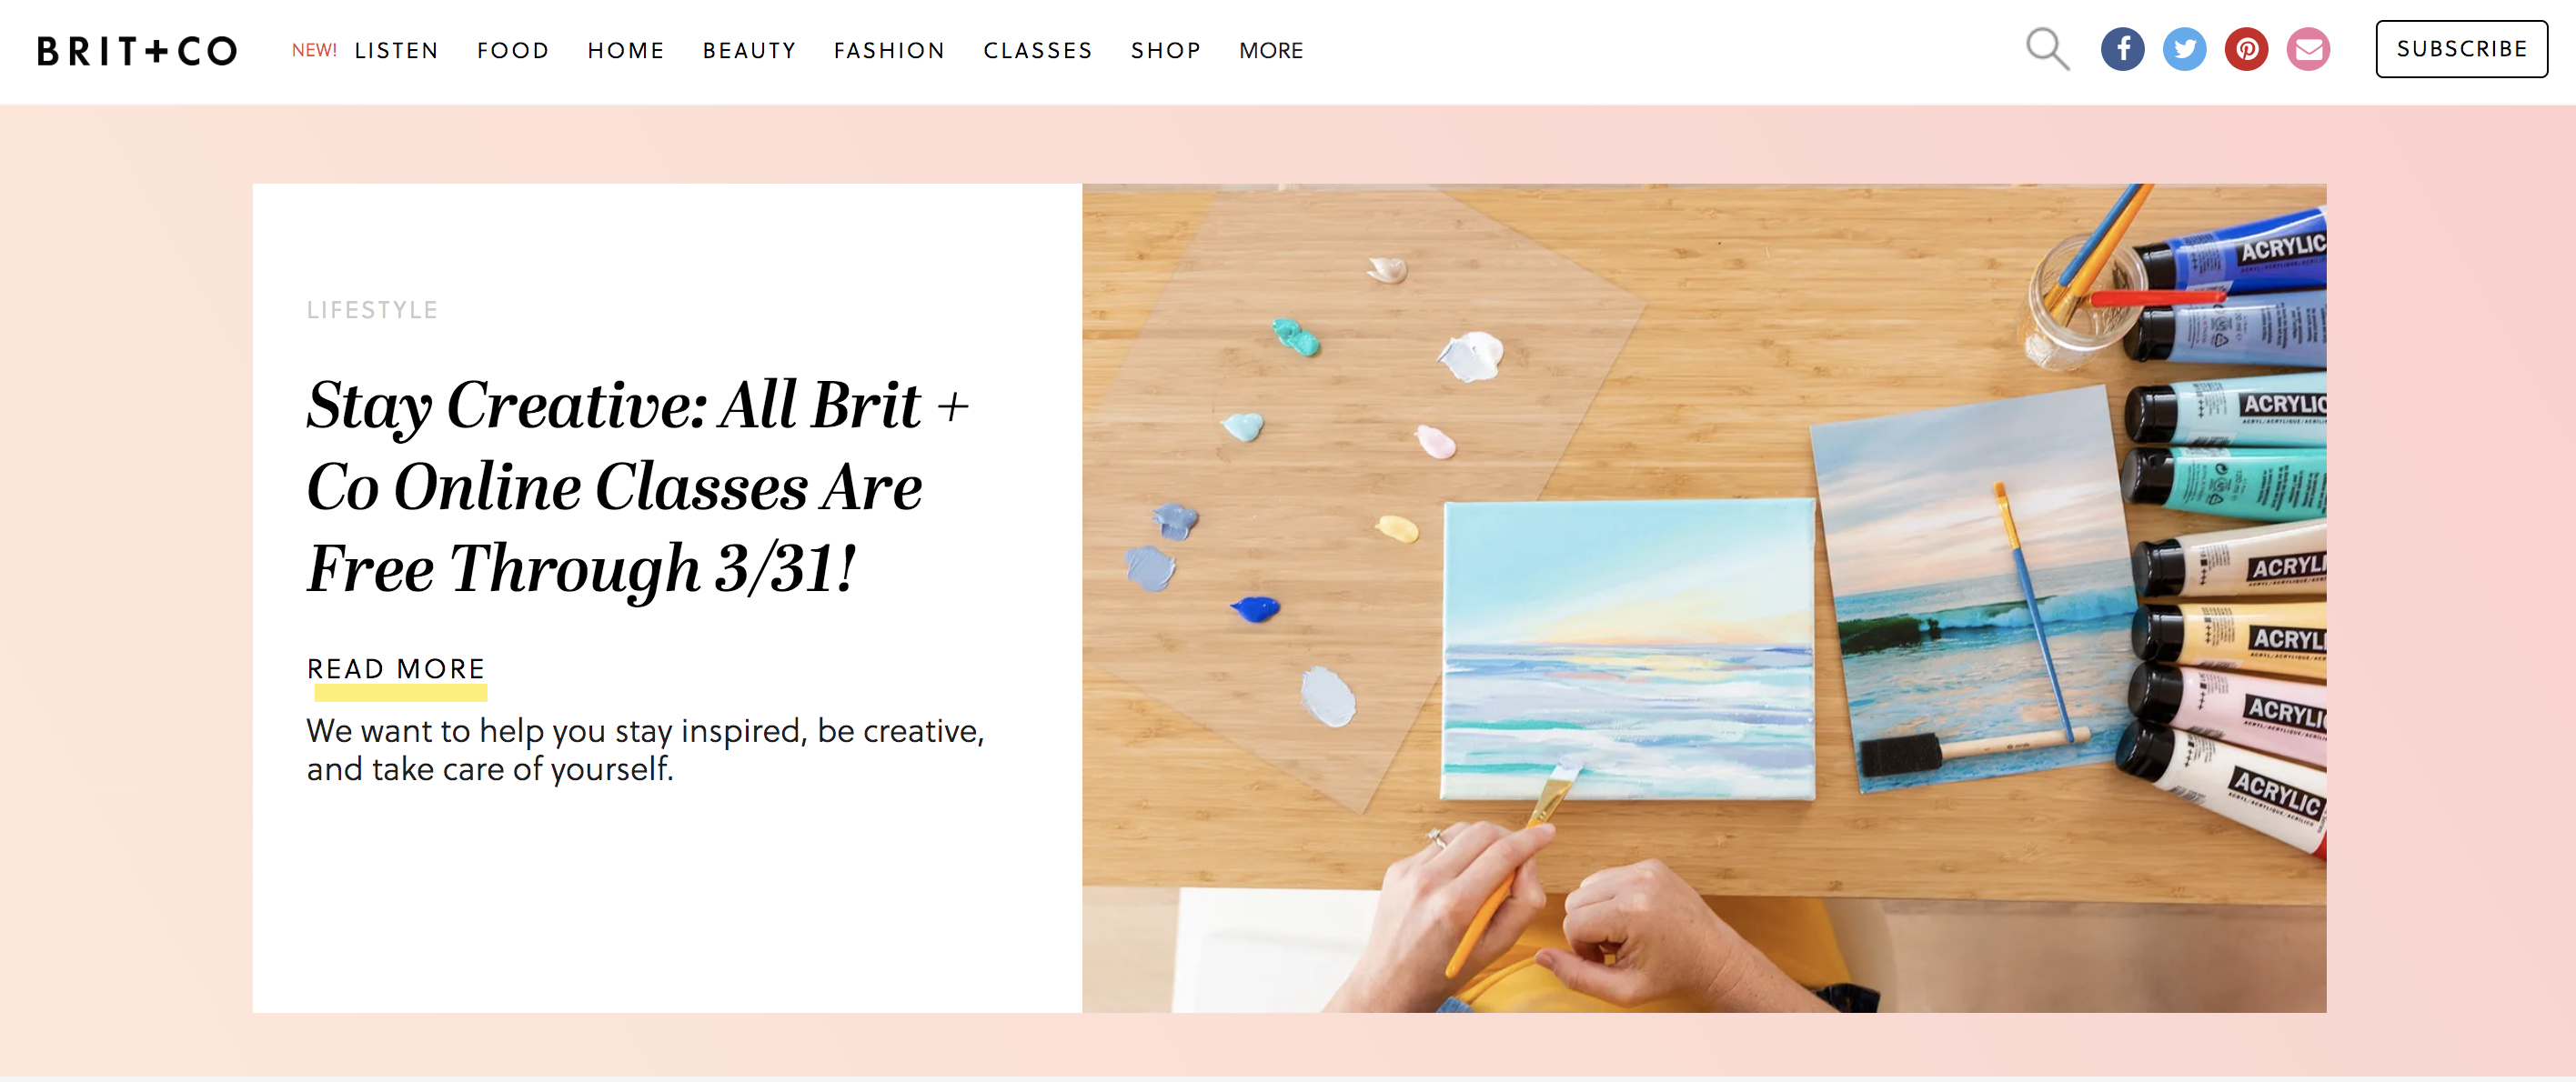 BRIT+CO
NEW! LISTEN FOOD HOME BEAUTY FASHION CLASSES SHOP MORE
SUBSCRIBE
LIFESTYLE
Stay Creative: All Brit +
Co Online Classes Are
Free Through 3/31!
READ MORE
We want to help you stay inspired, be creative,
and take care of yourself.
ACRYLIC
ACRYLIC
ACRYLI
ACRYLI
ACRYLI
ACRYLIC